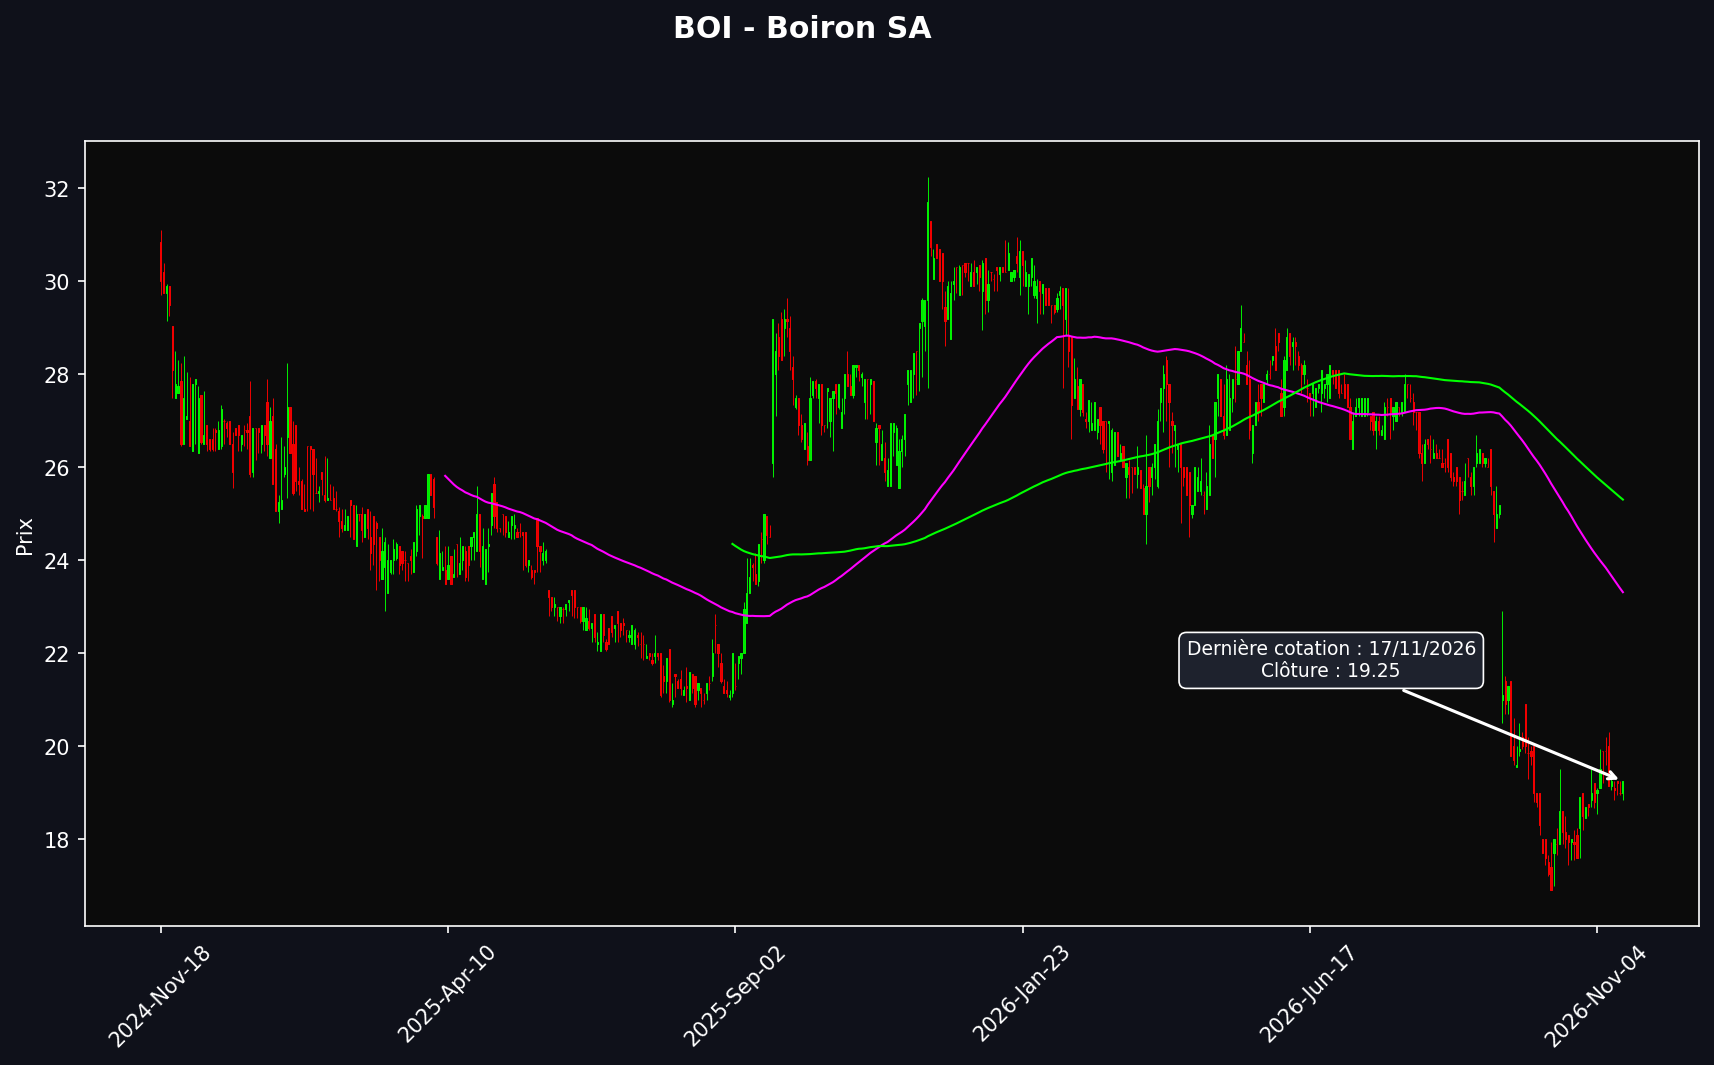 BOI - Boiron SA
Prix
32
30
28
26
24
22
20
18
Dernière cotation : 17/11/2026
Clôture : 19.25
2024-Nov-18
2025-Apr-10
2025-Sep-02
2026-Jan-23
2026-Jun-17
2026-Nov-04